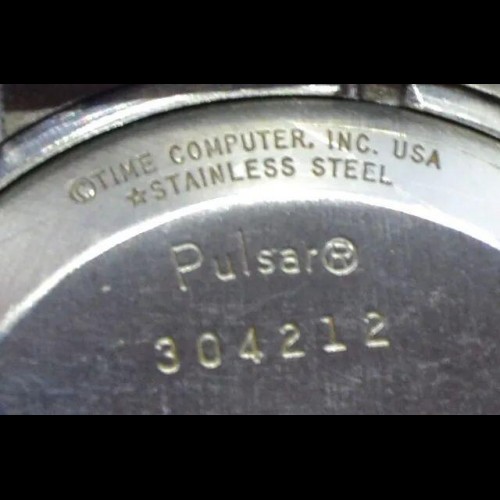 ©TIME COMPUTER, INC. USA
☆STAINLESS STEEL
Pulsar®
304212